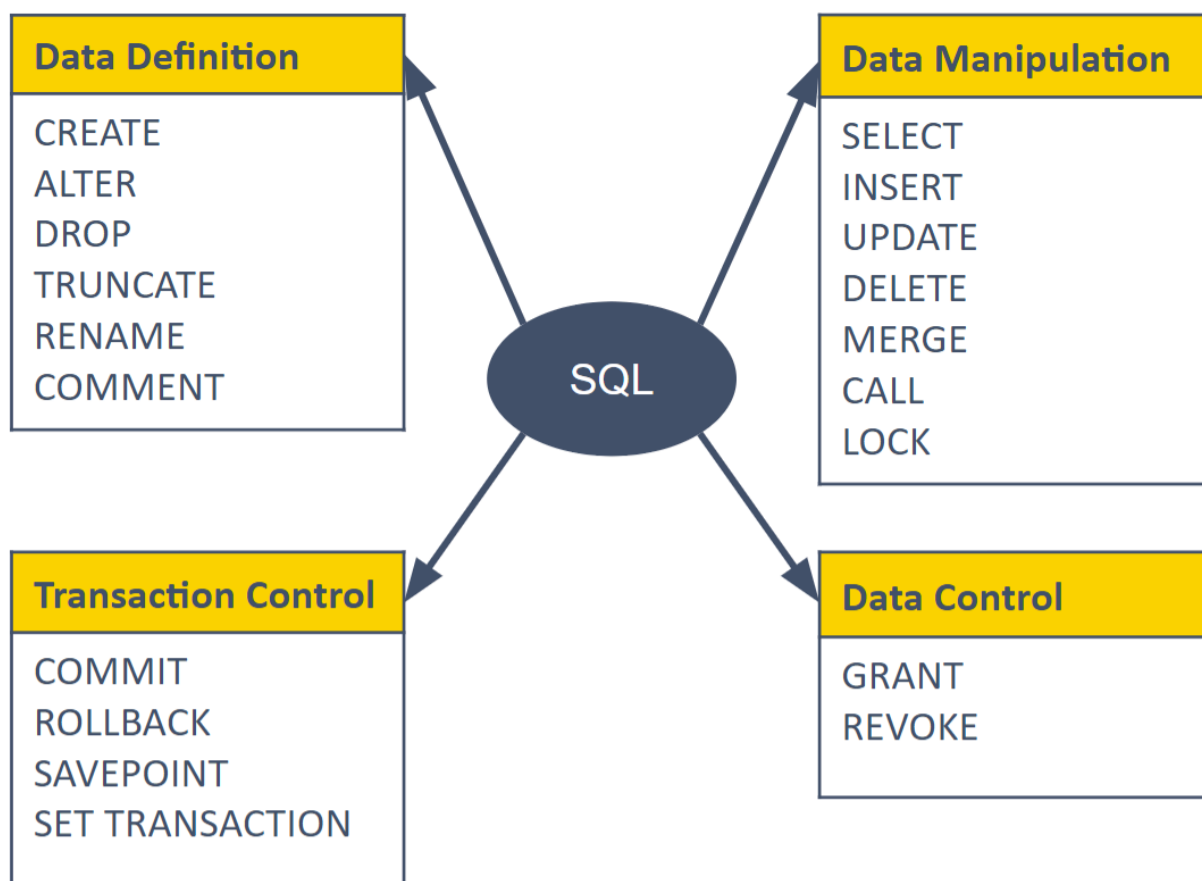 Data Definition
CREATE
ALTER
DROP
TRUNCATE
RENAME
COMMENT
Data Manipulation
SELECT
INSERT
UPDATE
DELETE
MERGE
CALL
LOCK
SQL
Transaction Control
COMMIT
ROLLBACK
SAVEPOINT
SET TRANSACTION
Data Control
GRANT
REVOKE